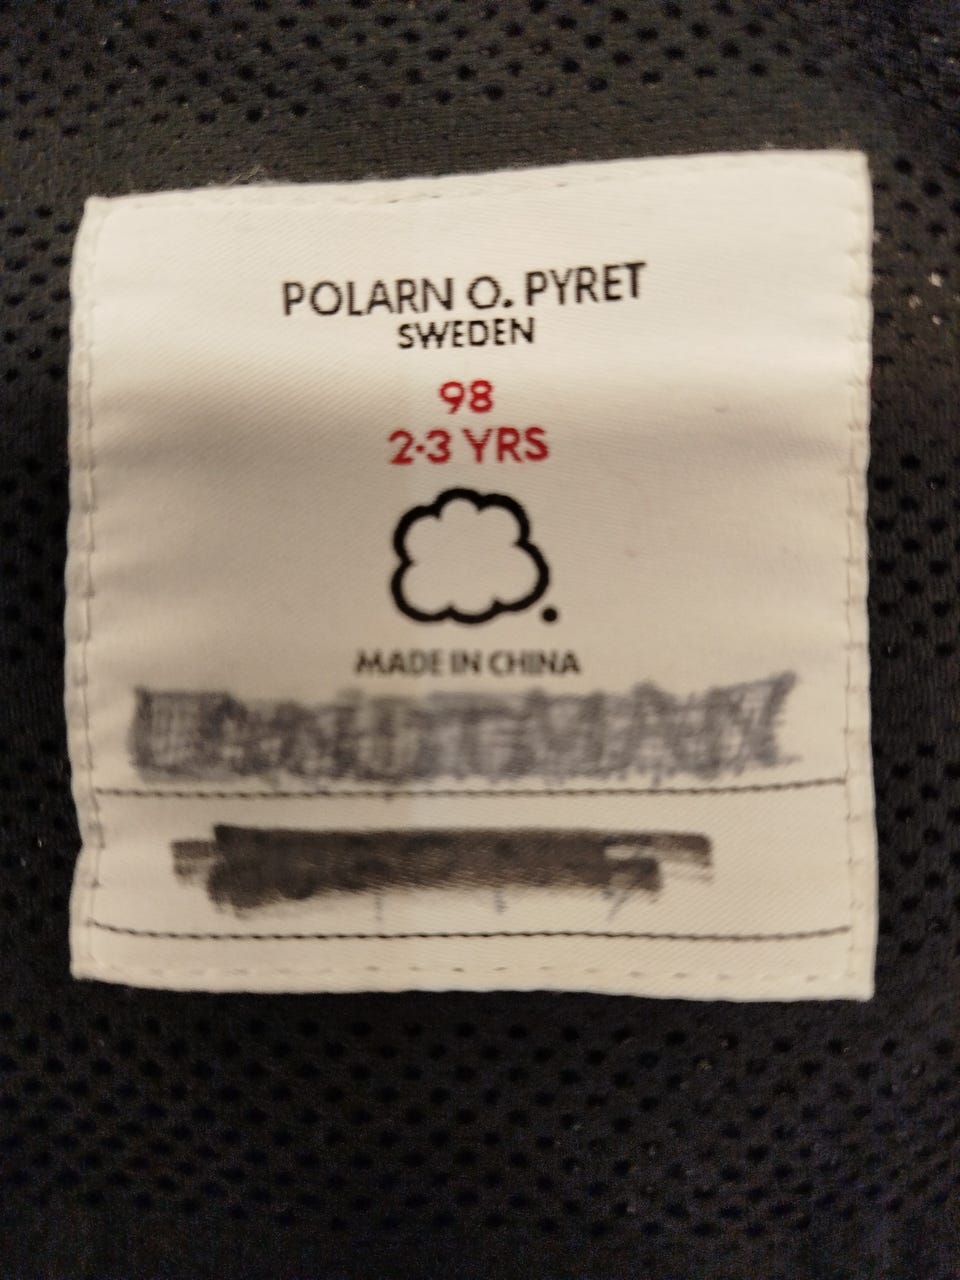 POLARN O. PYRET
SWEDEN
98
2-3 YRS
MADE IN CHINA